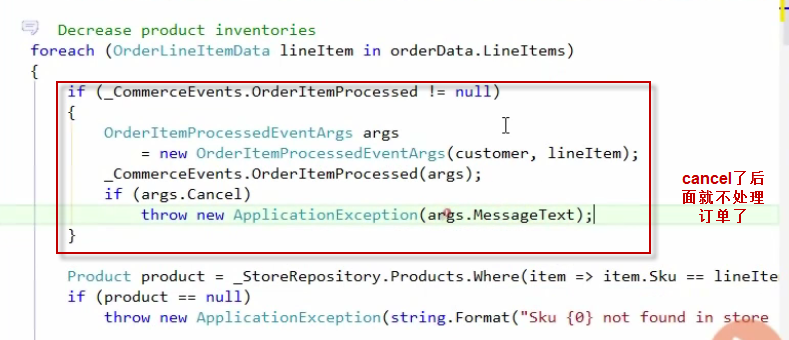 Decrease product inventories
foreach (OrderLineItemData lineItem in orderData.LineItems)
{
if (_CommerceEvents.OrderItemProcessed != null)
{
OrderItemProcessedEventArgs args
= new OrderItemProcessedEventArgs(customer, lineItem);
_CommerceEvents.OrderItemProcessed(args);
if (args.Cancel)
throw new ApplicationException(args.MessageText);
}
cancel了后
面就不处理
订单了
Product product = _StoreRepository.Products.Where(item => item.Sku == lineIte
if (product == null)
throw new ApplicationException(string.Format("Sku {0} not found in store